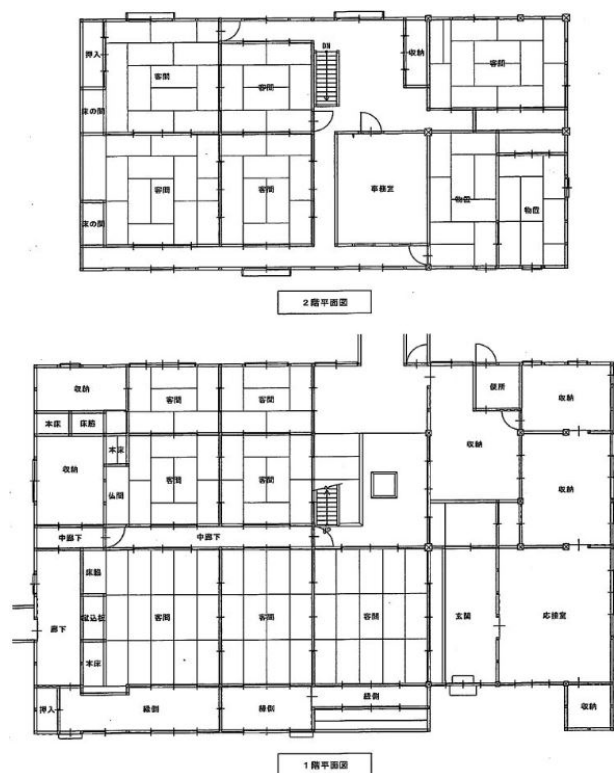 DN
押入
客間
客間
収納
客間
床の間
客間
客間
事務室
物置
物置
床の間
2階平面図
収納
客間
客間
便所
収納
本床
床脇
収納
本床
客間
客間
収納
収納
仏間
UP
中廊下
中廊下
床脇
廊下
客間
客間
客間
玄関
応接室
本床
押入
縁側
縁側
縁側
収納
1階平面図